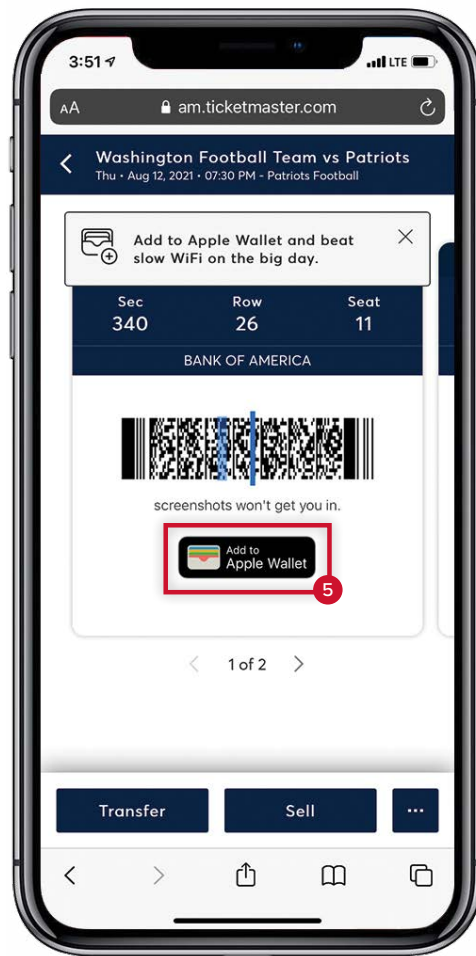 3:51
LTE
AA am.ticketmaster.com
Washington Football Team vs Patriots
Thu • Aug 12, 2021 • 07:30 PM - Patriots Football
Add to Apple Wallet and beat
slow WiFi on the big day.
Sec Row Seat
340 26 11
BANK OF AMERICA
screenshots won't get you in.
Add to
Apple Wallet
5
1 of 2
Transfer Sell ...